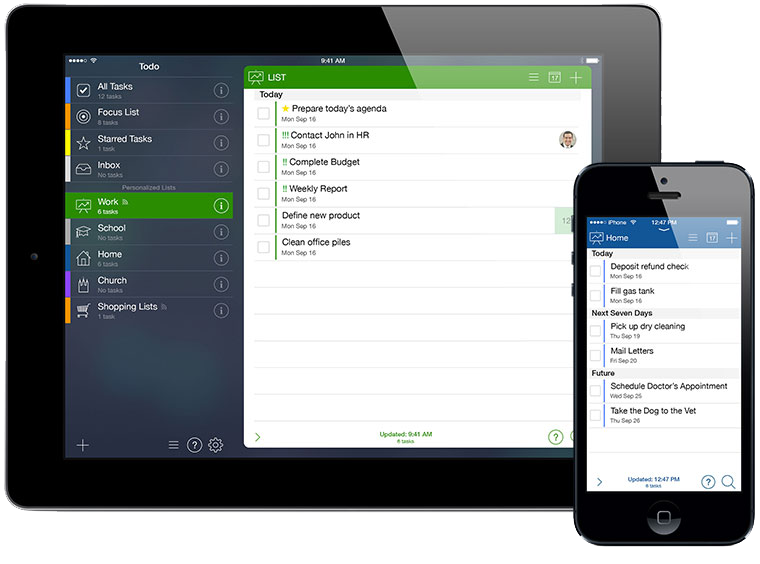 9:41 AM
Todo
All Tasks
12 tasks
Focus List
8 tasks
Starred Tasks
1 task
Inbox
No tasks
Personalized Lists
Work
6 tasks
School
No tasks
Home
6 tasks
Church
No tasks
Shopping Lists
1 task
LIST
17
Today
Prepare today's agenda
Mon Sep 16
!!! Contact John in HR
Mon Sep 16
!! Complete Budget
Mon Sep 16
!! Weekly Report
Mon Sep 16
Define new product
Mon Sep 16
12
Clean office piles
Mon Sep 16
Updated: 9:41 AM
6 tasks
?
?
iPhone 12:47 PM
Home
17
Today
Deposit refund check
Mon Sep 16
Fill gas tank
Mon Sep 16
Next Seven Days
Pick up dry cleaning
Thu Sep 19
Mail Letters
Fri Sep 20
Future
Schedule Doctor's Appointment
Wed Sep 25
Take the Dog to the Vet
Thu Sep 26
Updated: 12:47 PM
6 tasks
?